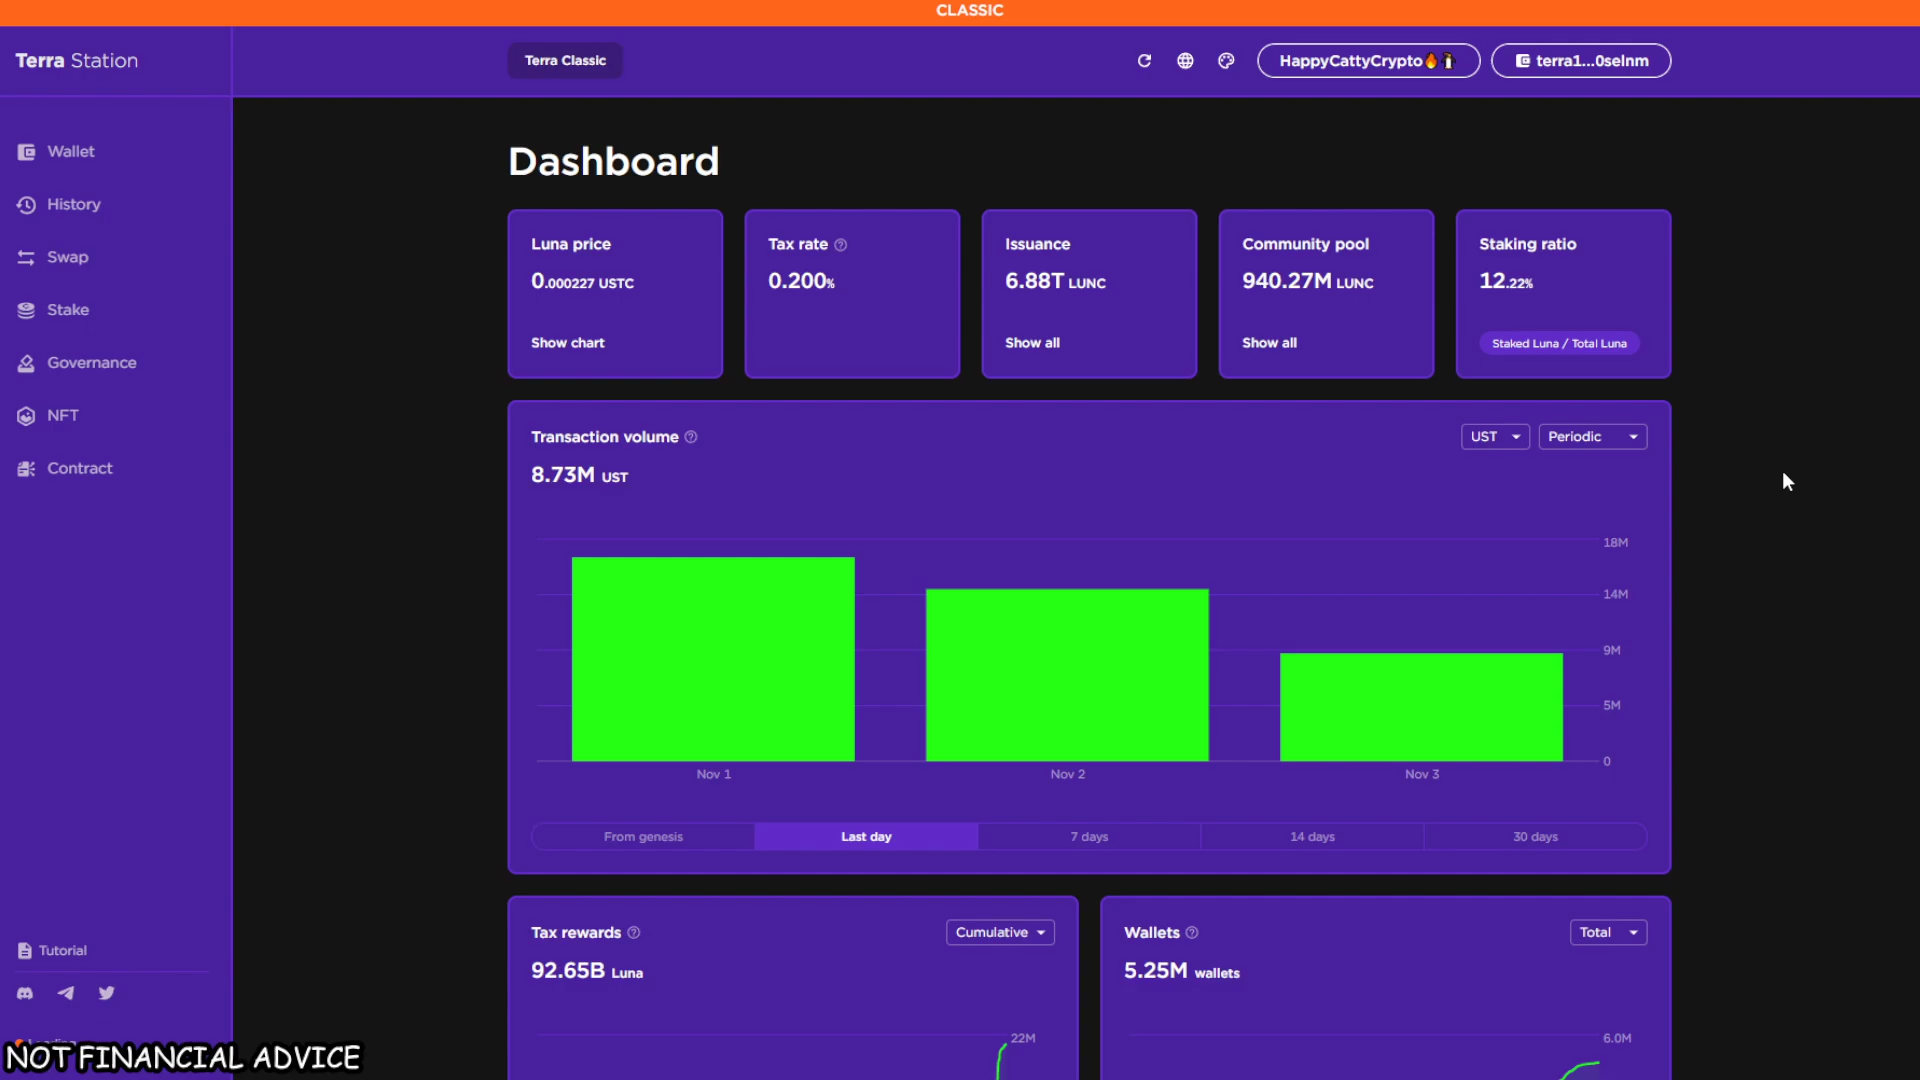 CLASSIC
Terra Station
Terra Classic
HappyCattyCrypto🔥🐧
terra1...0selnm
Wallet
History
Swap
Stake
Governance
NFT
Contract
Dashboard
Luna price
0.000227 USTC
Show chart
Tax rate
0.200%
Issuance
6.88T LUNC
Show all
Community pool
940.27M LUNC
Show all
Staking ratio
12.22%
Staked Luna / Total Luna
Transaction volume
UST
Periodic
8.73M UST
18M
14M
9M
5M
0
Nov 1
Nov 2
Nov 3
From genesis
Last day
7 days
14 days
30 days
Tax rewards
Cumulative
92.65B Luna
22M
Wallets
Total
5.25M wallets
6.0M
Tutorial
NOT FINANCIAL ADVICE